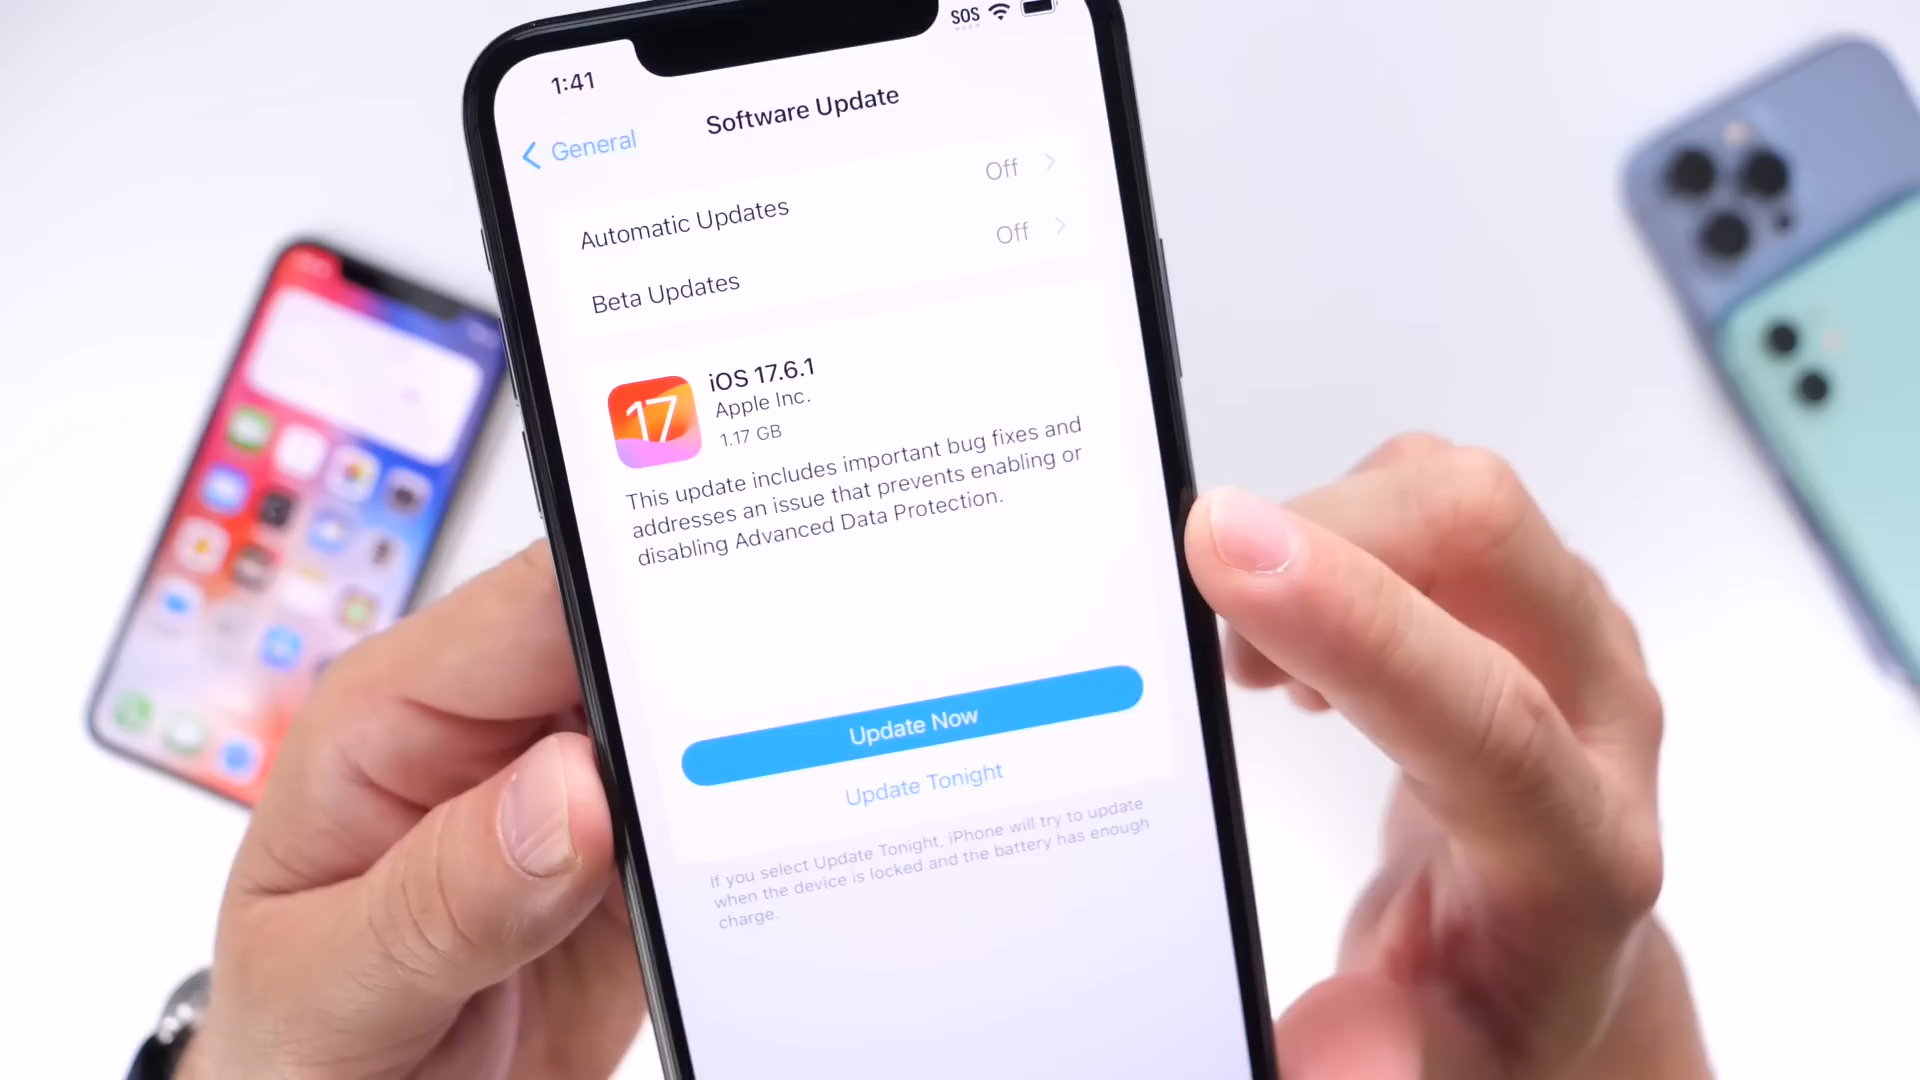 SOS
1:41
General
Software Update
Automatic Updates
Off
Beta Updates
Off
17
iOS 17.6.1
Apple Inc.
1.17 GB
This update includes important bug fixes and
addresses an issue that prevents enabling or
disabling Advanced Data Protection.
Update Now
Update Tonight
If you select Update Tonight, iPhone will try to update
when the device is locked and the battery has enough
charge.